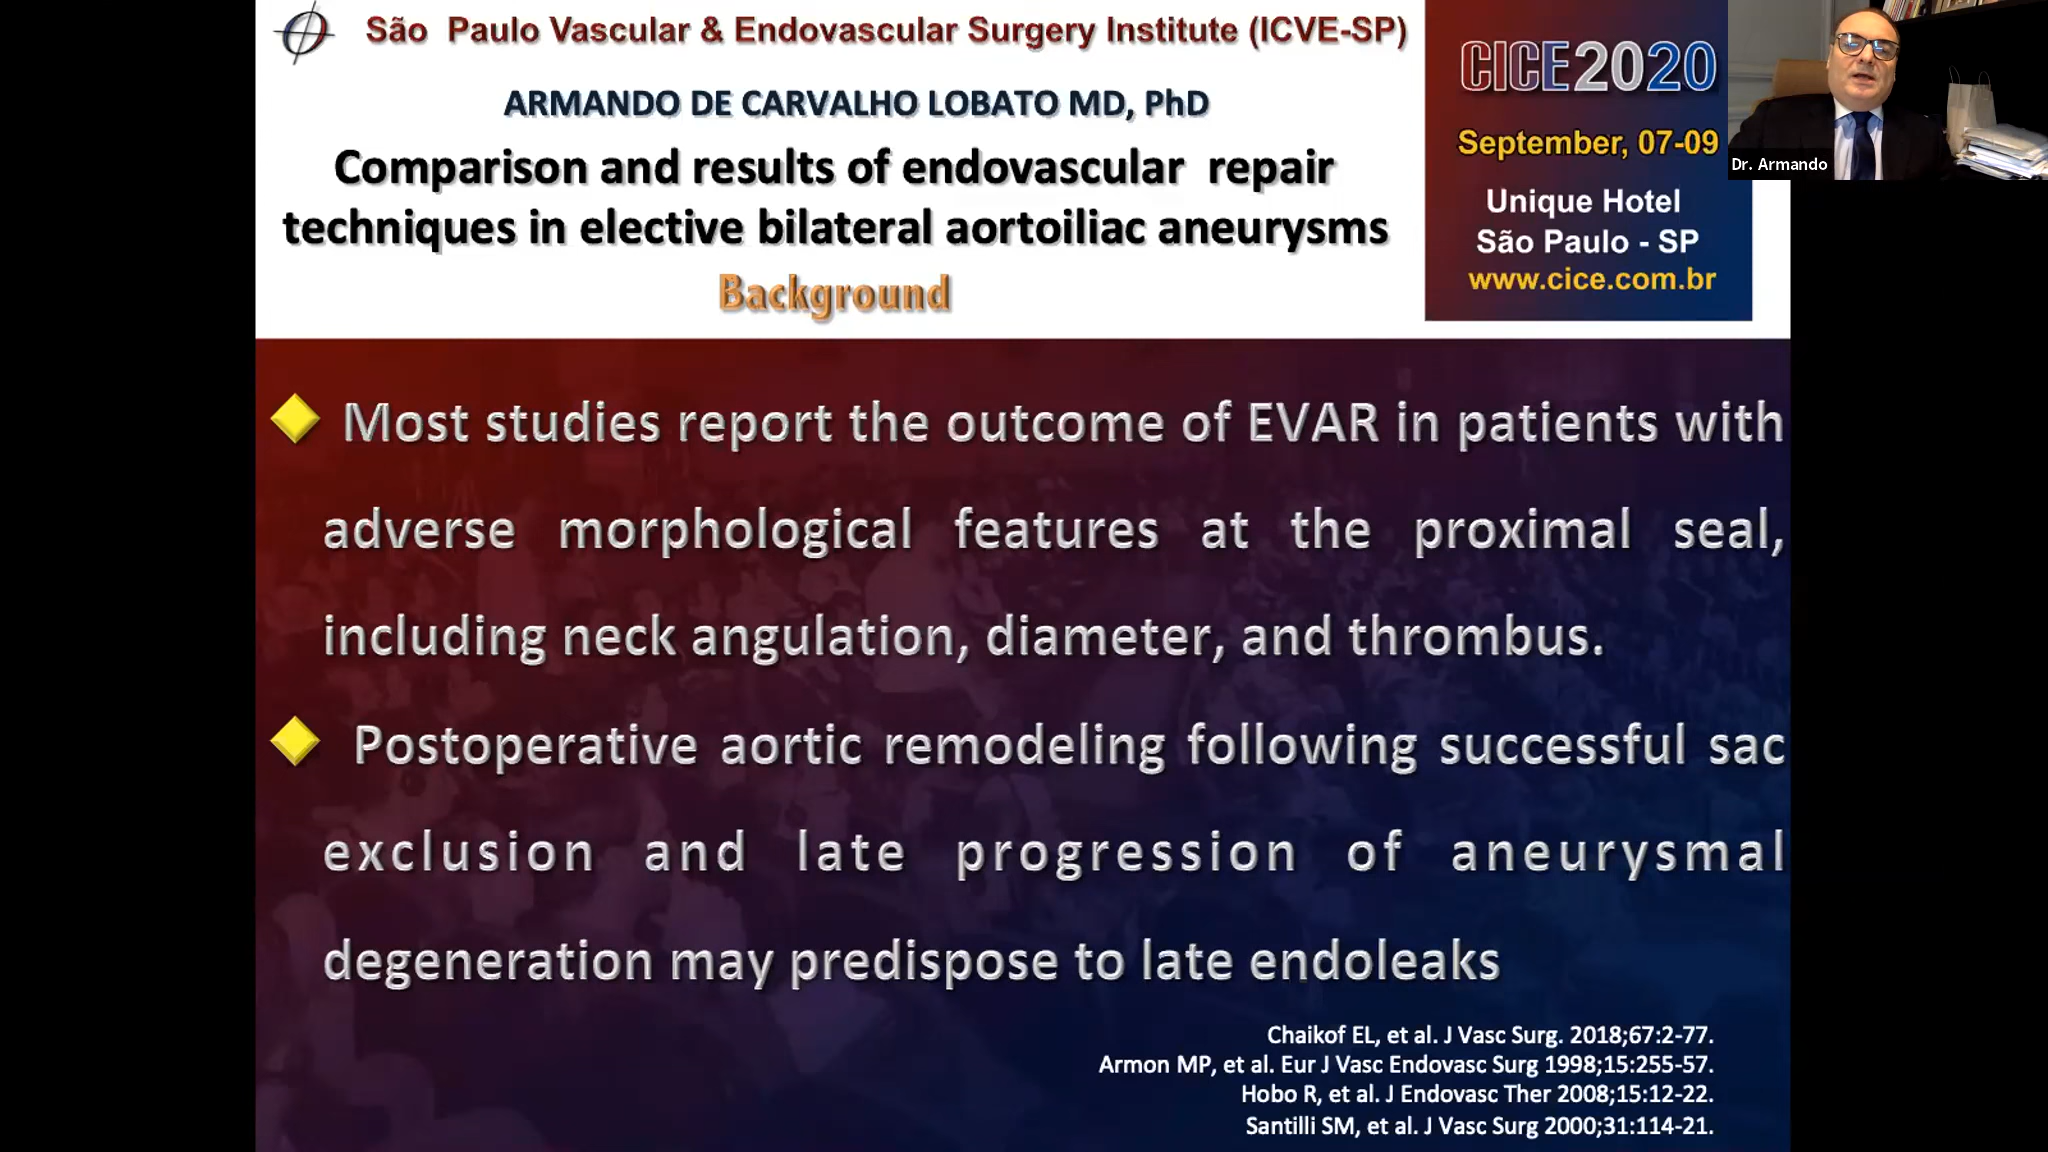 São Paulo Vascular & Endovascular Surgery Institute (ICVE-SP)
ARMANDO DE CARVALHO LOBATO MD, PhD
Comparison and results of endovascular repair
techniques in elective bilateral aortoiliac aneurysms
Background
CICE2020
September, 07-09
Unique Hotel
São Paulo - SP
www.cice.com.br
Dr. Armando
Most studies report the outcome of EVAR in patients with
adverse morphological features at the proximal seal,
including neck angulation, diameter, and thrombus.
Postoperative aortic remodeling following successful sac
exclusion and late progression of aneurysmal
degeneration may predispose to late endoleaks
Chaikof EL, et al. J Vasc Surg. 2018;67:2-77.
Armon MP, et al. Eur J Vasc Endovasc Surg 1998;15:255-57.
Hobo R, et al. J Endovasc Ther 2008;15:12-22.
Santilli SM, et al. J Vasc Surg 2000;31:114-21.